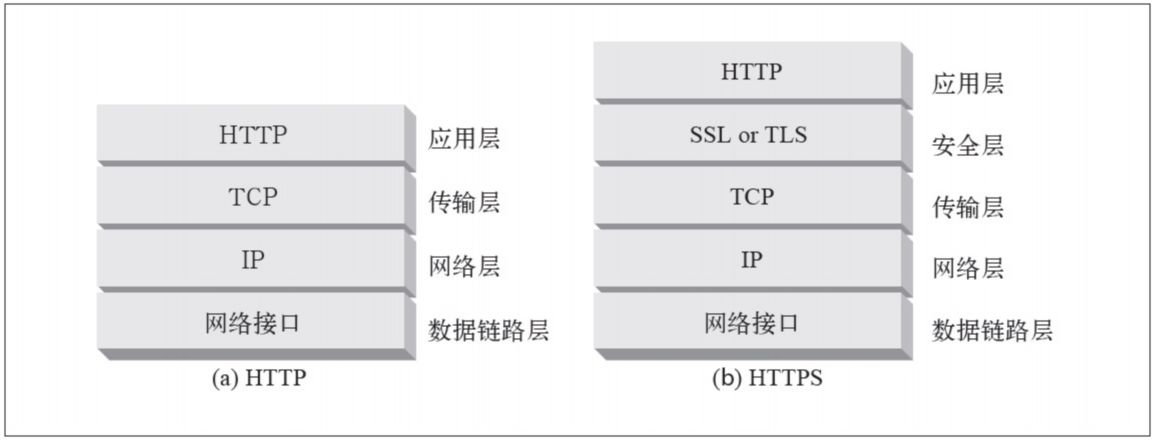 HTTP 应用层
TCP 传输层
IP 网络层
网络接口 数据链路层
(a) HTTP
HTTP 应用层
SSL or TLS 安全层
TCP 传输层
IP 网络层
网络接口 数据链路层
(b) HTTPS